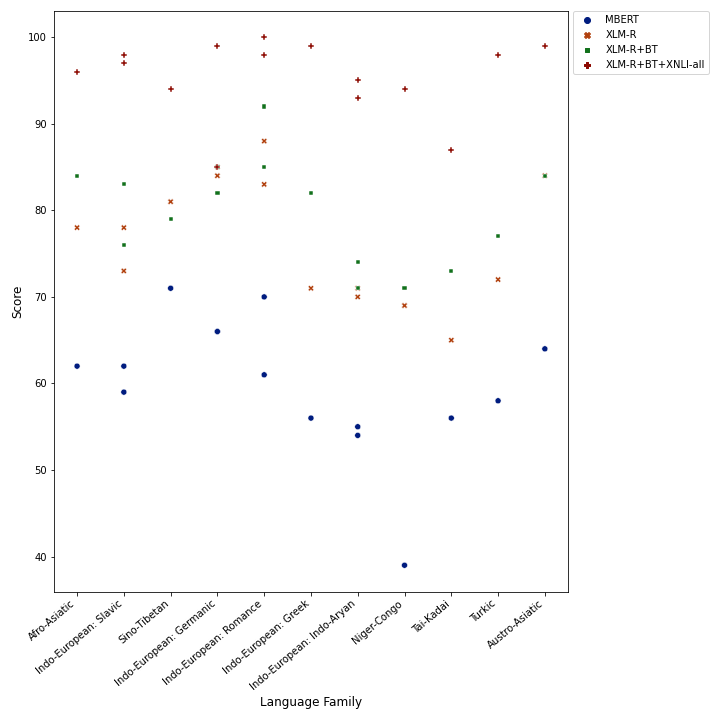 MBERT
XLM-R
XLM-R+BT
XLM-R+BT+XNLI-all
100
90
80
70
60
50
40
Score
Afro-Asiatic
Indo-European: Slavic
Sino-Tibetan
Indo-European: Germanic
Indo-European: Romance
Indo-European: Greek
Indo-European: Indo-Aryan
Niger-Congo
Tai-Kadai
Turkic
Austro-Asiatic
Language Family